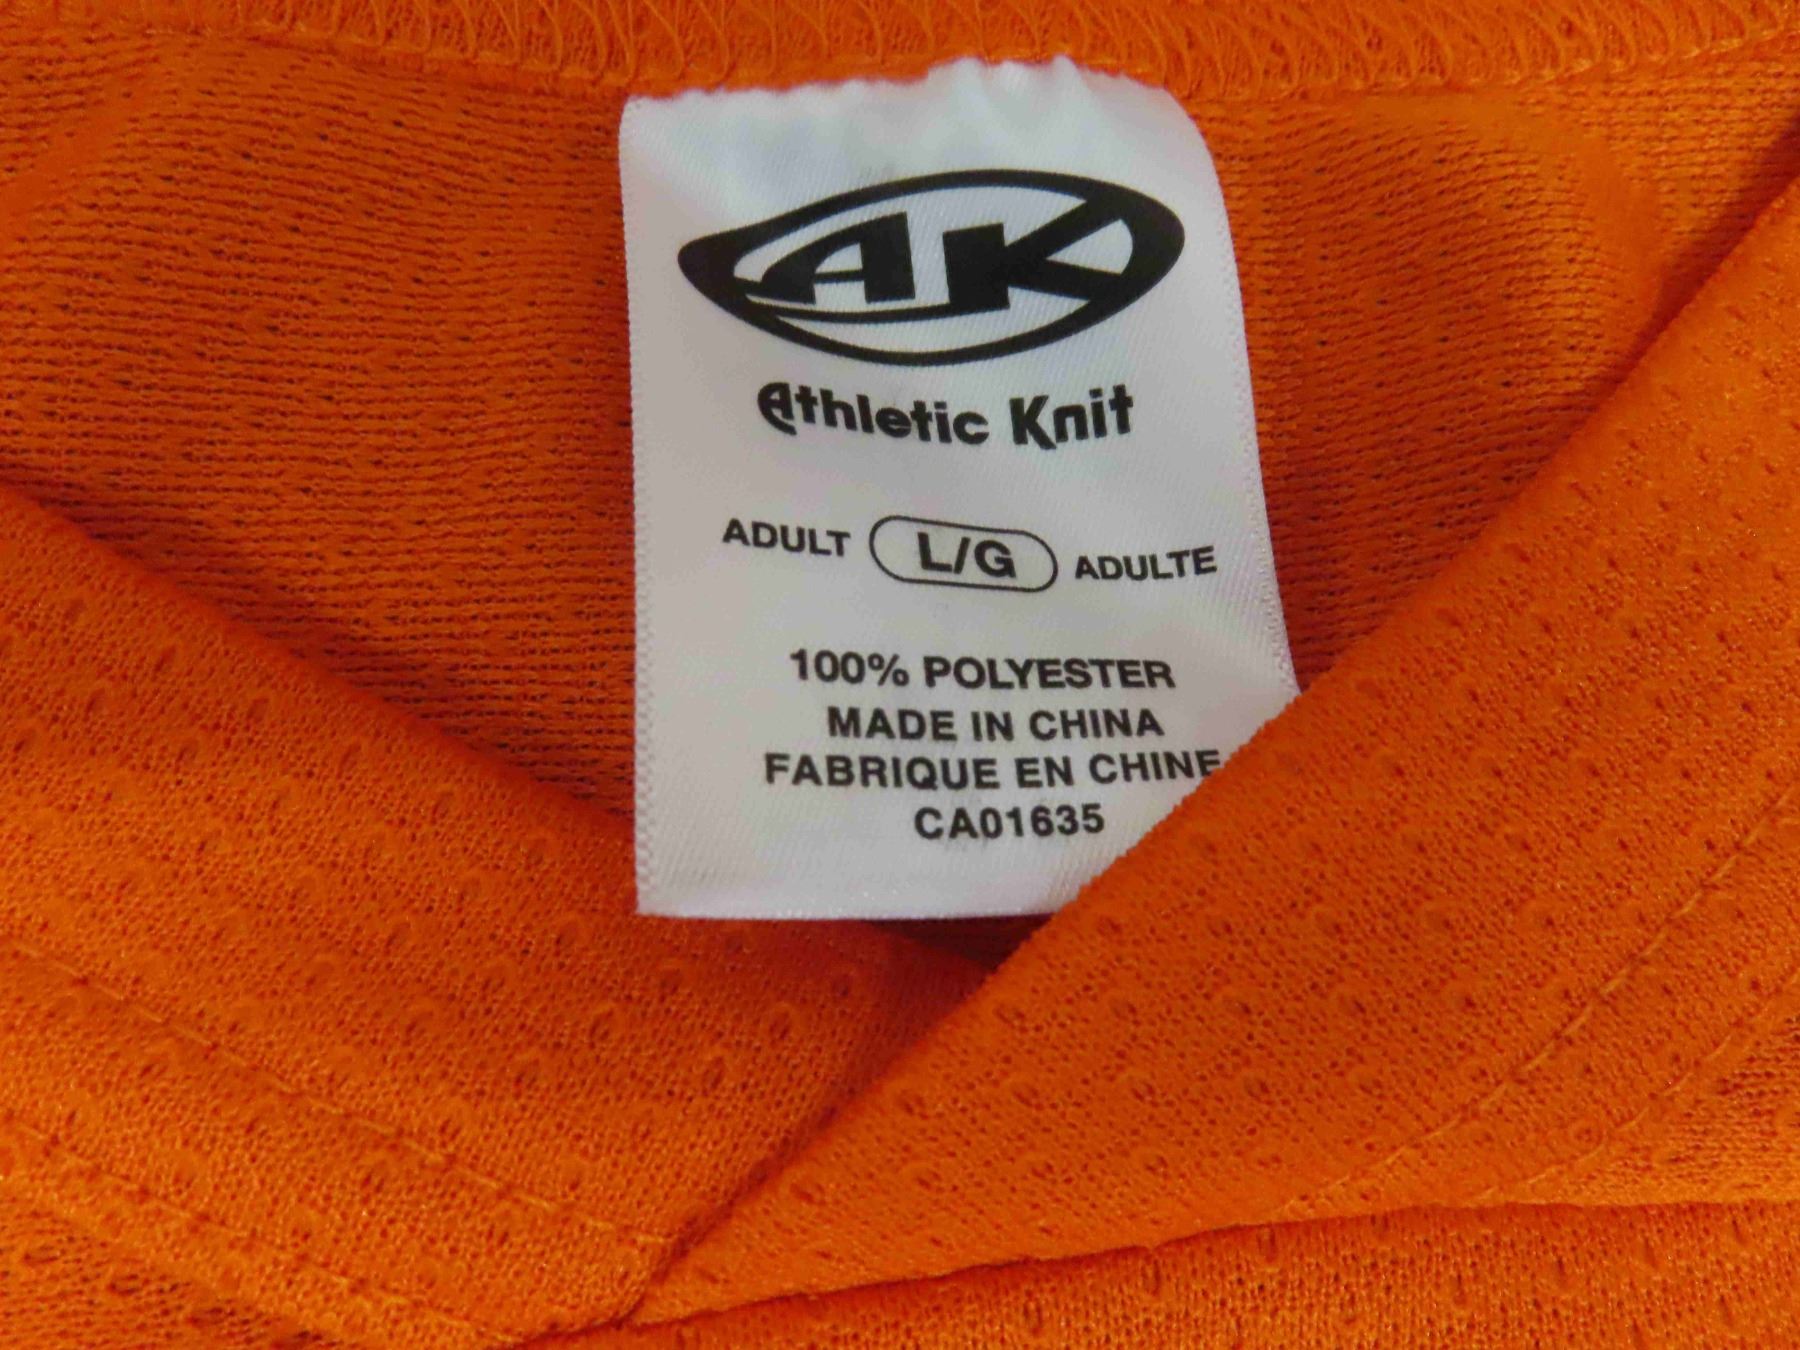 AK
Athletic Knit
ADULT L/G ADULTE
100% POLYESTER
MADE IN CHINA
FABRIQUE EN CHINE
CA01635